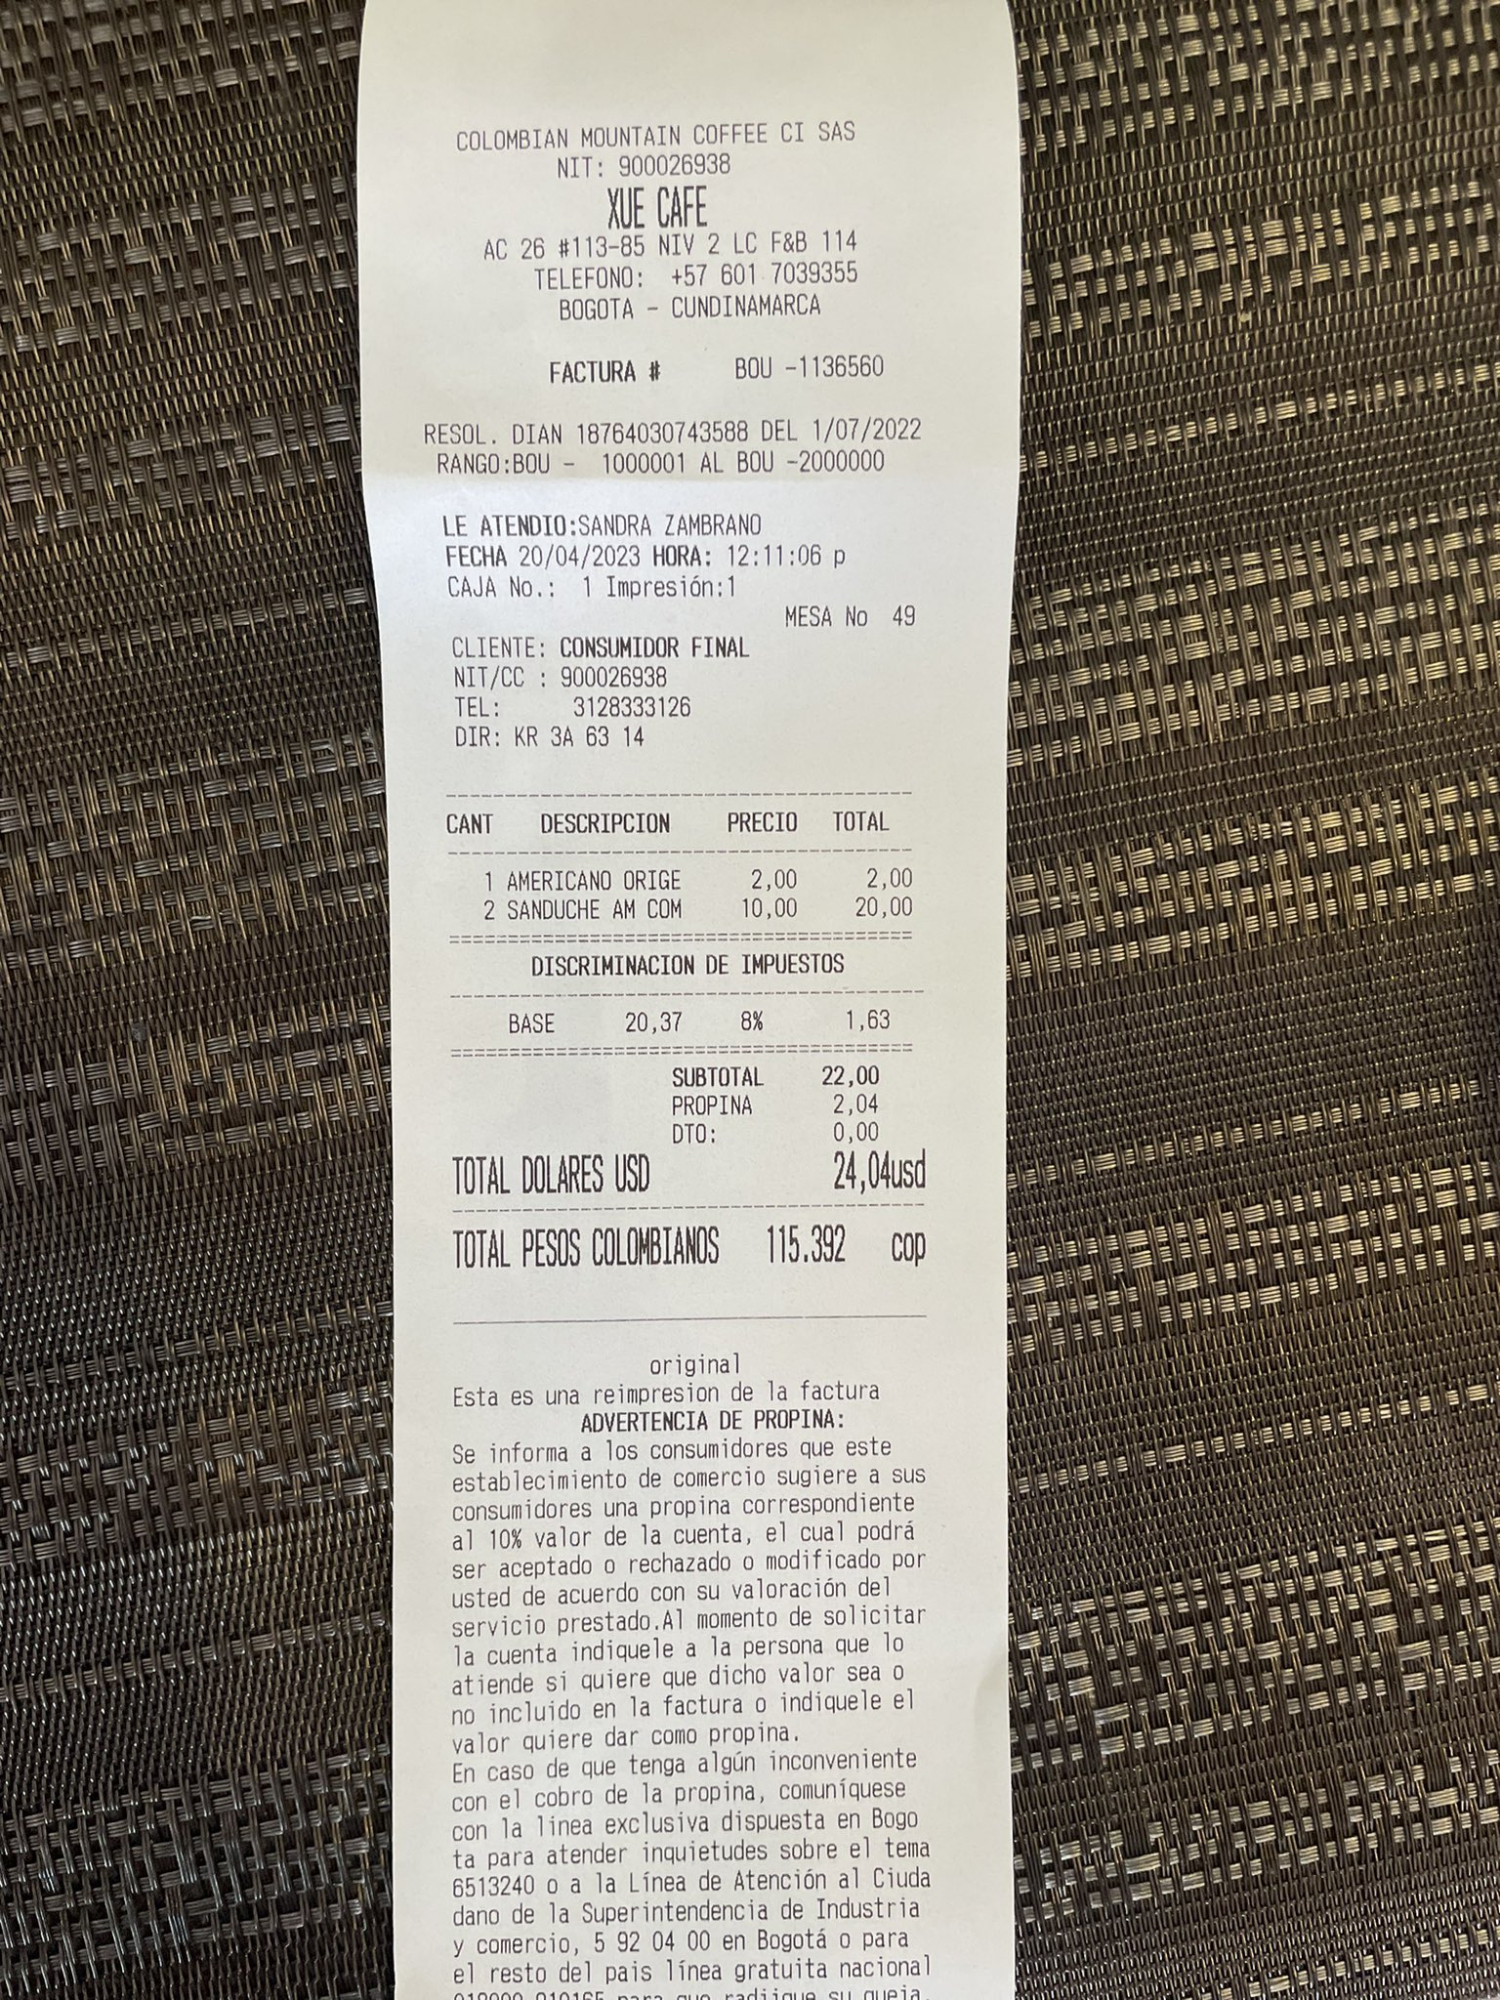 COLOMBIAN MOUNTAIN COFFEE CI SAS
NIT: 900026938
XUE CAFE
AC 26 #113-85 NIV 2 LC F&B 114
TELEFONO: +57 601 7039355
BOGOTA - CUNDINAMARCA
FACTURA # BOU -1136560
RESOL. DIAN 18764030743588 DEL 1/07/2022
RANGO:BOU - 1000001 AL BOU -2000000
LE ATENDIO:SANDRA ZAMBRANO
FECHA 20/04/2023 HORA: 12:11:06 p
CAJA No.: 1 Impresión:1
MESA No 49
CLIENTE: CONSUMIDOR FINAL
NIT/CC : 900026938
TEL: 3128333126
DIR: KR 3A 63 14
CANT DESCRIPCION PRECIO TOTAL
1 AMERICANO ORIGE 2,00 2,00
2 SANDUCHE AM COM 10,00 20,00
DISCRIMINACION DE IMPUESTOS
BASE 20,37 8% 1,63
SUBTOTAL 22,00
PROPINA 2,04
DTO: 0,00
TOTAL DOLARES USD 24,04usd
TOTAL PESOS COLOMBIANOS 115.392 cop
original
Esta es una reimpresion de la factura
ADVERTENCIA DE PROPINA:
Se informa a los consumidores que este
establecimiento de comercio sugiere a sus
consumidores una propina correspondiente
al 10% valor de la cuenta, el cual podrá
ser aceptado o rechazado o modificado por
usted de acuerdo con su valoración del
servicio prestado.Al momento de solicitar
la cuenta indiquele a la persona que lo
atiende si quiere que dicho valor sea o
no incluido en la factura o indiquele el
valor quiere dar como propina.
En caso de que tenga algún inconveniente
con el cobro de la propina, comuníquese
con la linea exclusiva dispuesta en Bogo
ta para atender inquietudes sobre el tema
6513240 o a la Línea de Atención al Ciuda
dano de la Superintendencia de Industria
y comercio, 5 92 04 00 en Bogotá o para
el resto del pais línea gratuita nacional
para que radique su queja.